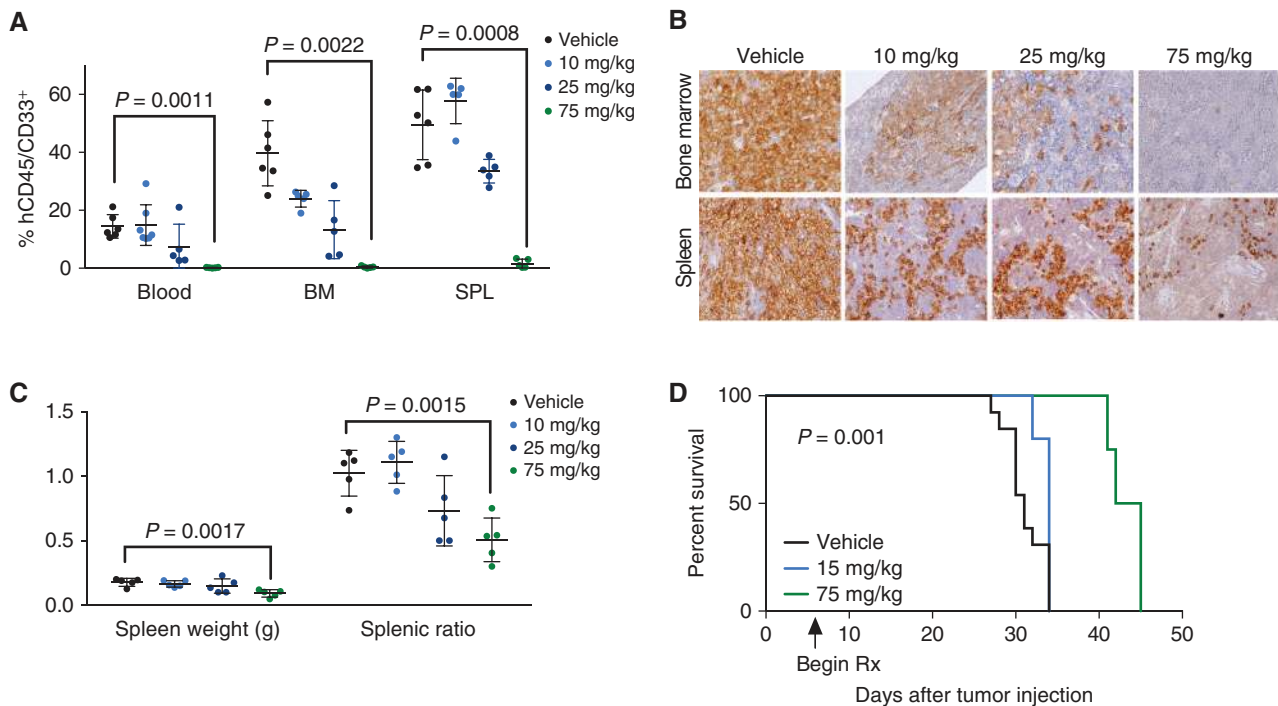 A
P = 0.0011
P = 0.0022
P = 0.0008
Vehicle
10 mg/kg
25 mg/kg
75 mg/kg
60
40
20
0
% hCD45/CD33+
Blood
BM
SPL
B
Vehicle
10 mg/kg
25 mg/kg
75 mg/kg
Bone marrow
Spleen
C
P = 0.0017
P = 0.0015
Vehicle
10 mg/kg
25 mg/kg
75 mg/kg
1.5
1.0
0.5
0.0
Spleen weight (g)
Splenic ratio
D
100
50
0
Percent survival
P = 0.001
Vehicle
15 mg/kg
75 mg/kg
0
10
20
30
40
50
Begin Rx
Days after tumor injection